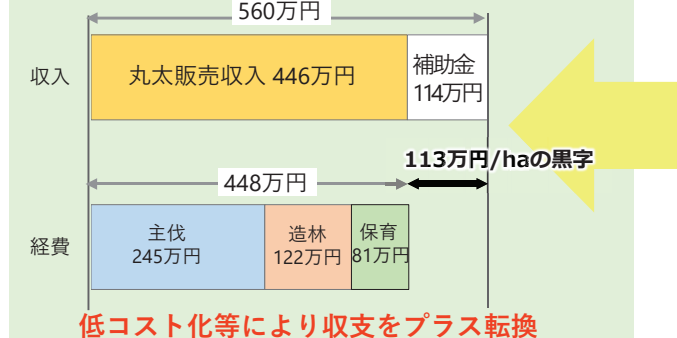 560万円
収入
丸太販売収入 446万円
補助金
114万円
113万円/haの黒字
448万円
経費
主伐
245万円
造林
122万円
保育
81万円
低コスト化等により収支をプラス転換